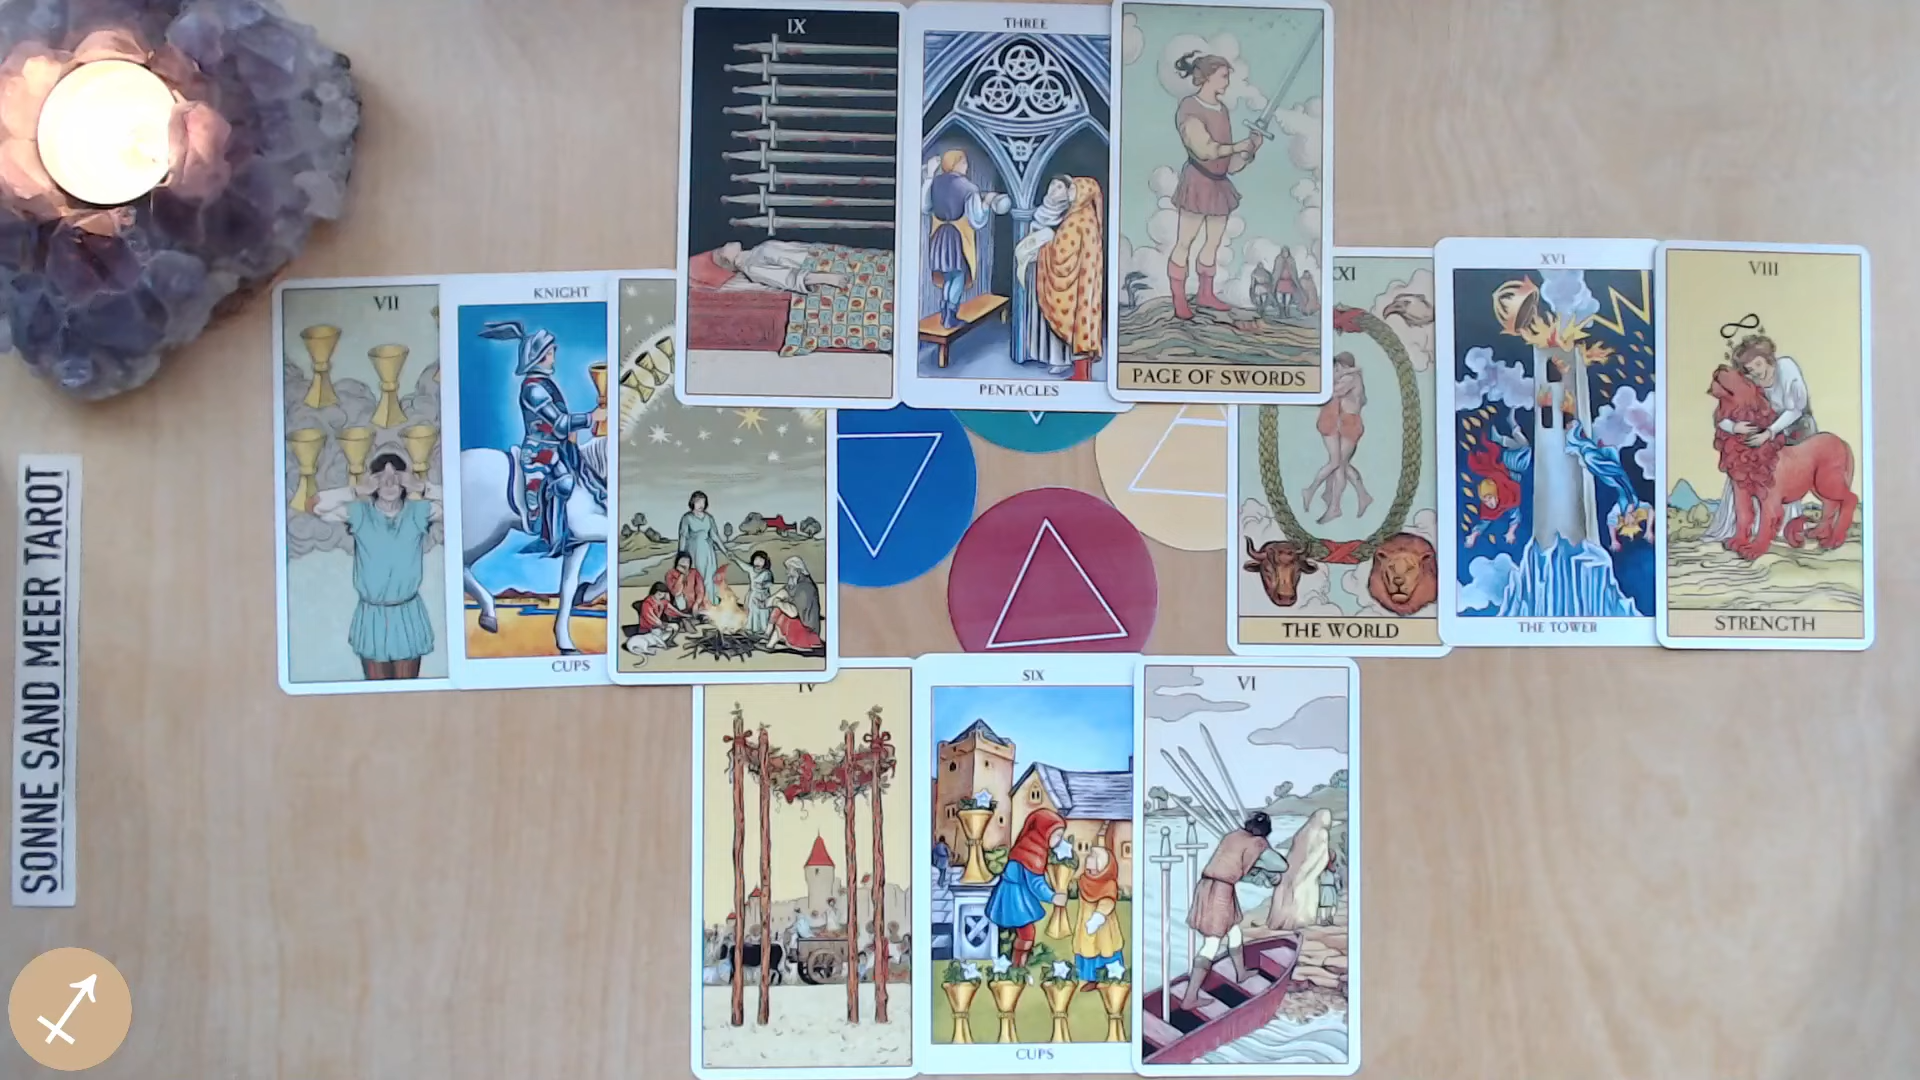 IX
THREE
PENTACLES
PAGE OF SWORDS
VII
KNIGHT
CUPS
XXI
THE WORLD
XVI
THE TOWER
VIII
STRENGTH
SONNE SAND MEER TAROT
IV
SIX
CUPS
VI